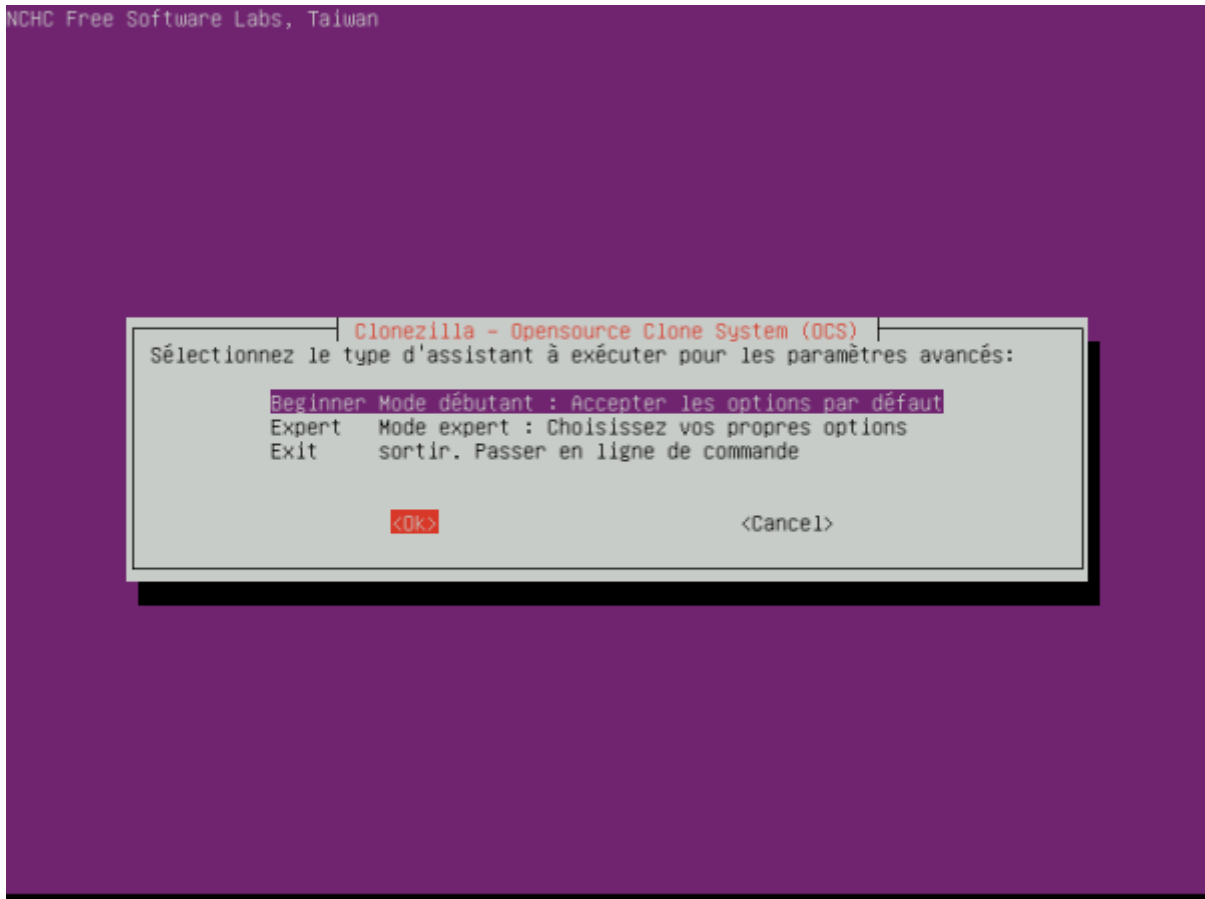 NCHC Free Software Labs, Taiwan
Clonezilla - Opensource Clone System (OCS)
Sélectionnez le type d'assistant à exécuter pour les paramètres avancés:
Beginner Mode débutant : Accepter les options par défaut
Expert Mode expert : Choisissez vos propres options
Exit sortir. Passer en ligne de commande
<Ok> <Cancel>